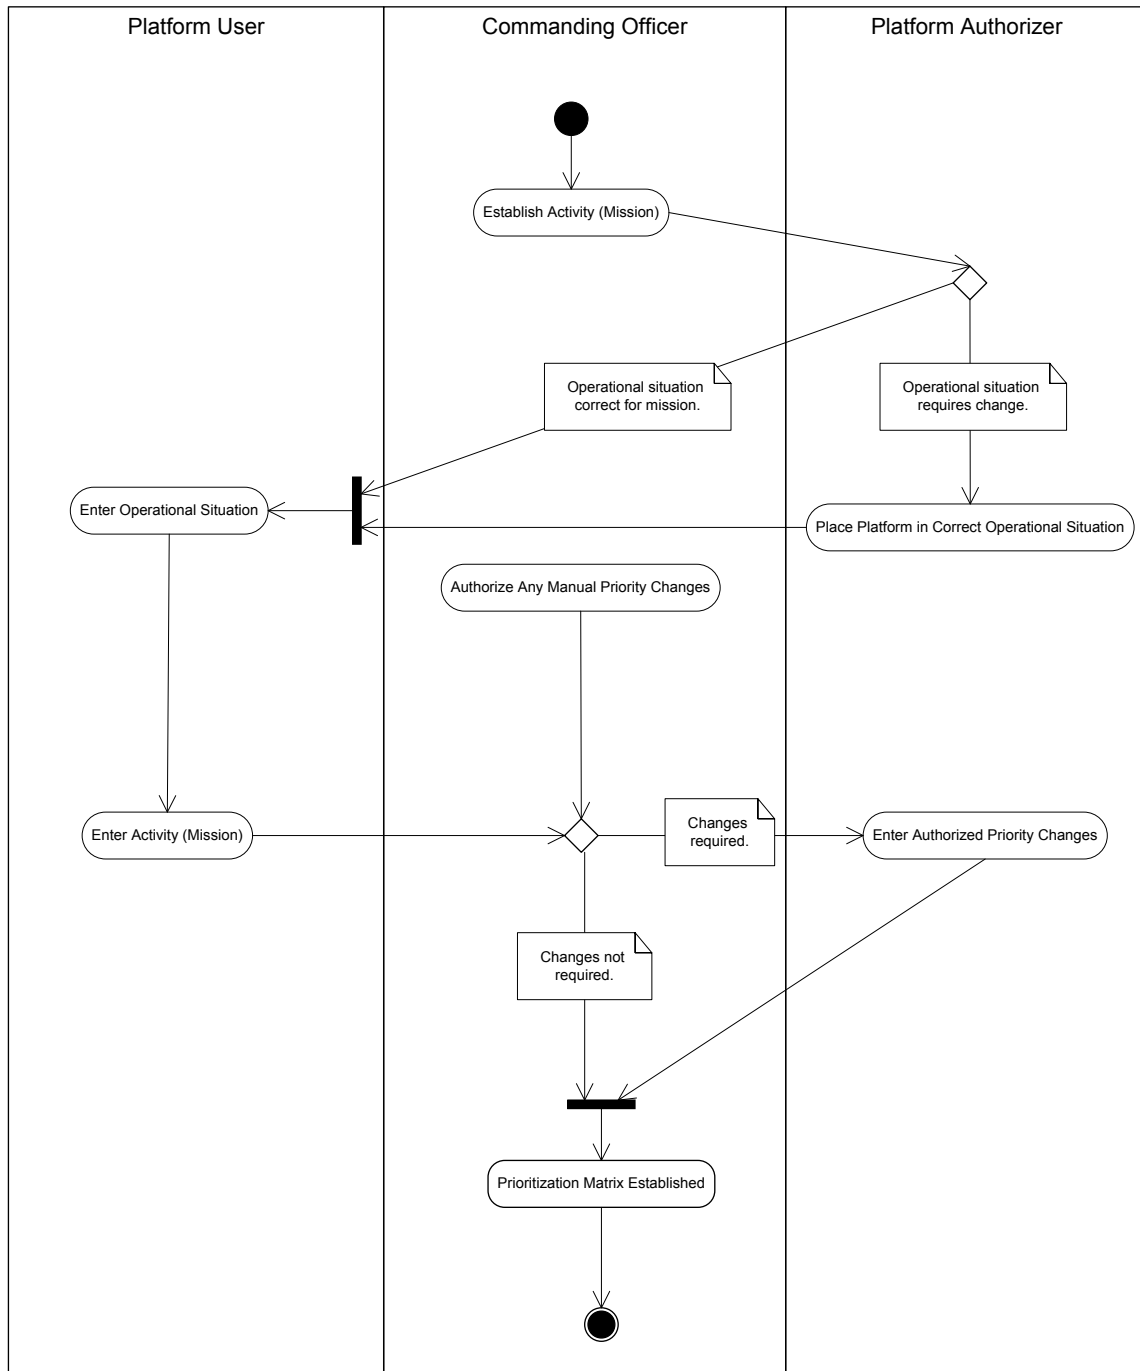 Platform User
Commanding Officer
Platform Authorizer
Establish Activity (Mission)
Operational situation
correct for mission.
Operational situation
requires change.
Enter Operational Situation
Place Platform in Correct Operational Situation
Authorize Any Manual Priority Changes
Enter Activity (Mission)
Changes
required.
Enter Authorized Priority Changes
Changes not
required.
Prioritization Matrix Established